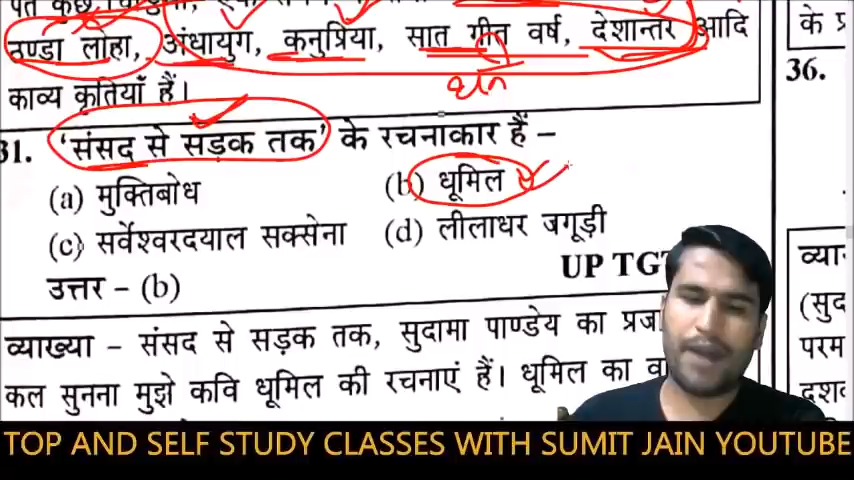 पंत कुछ
के प्र
ठण्डा लोहा, अंधायुग, कनुप्रिया, सात गीत वर्ष, देशान्तर आदि
36.
काव्य कृतियाँ हैं।
31. 'संसद से सड़क तक' के रचनाकार हैं –
(a) मुक्तिबोध (b) धूमिल
(c) सर्वेश्वरदयाल सक्सेना (d) लीलाधर जगूड़ी
UP TGT
उत्तर – (b)
व्याख्या – संसद से सड़क तक, सुदामा पाण्डेय का प्रजा
कल सुनना मुझे कवि धूमिल की रचनाएं हैं। धूमिल का वा
व्या
(सुद
परम
दशव
TOP AND SELF STUDY CLASSES WITH SUMIT JAIN YOUTUBE